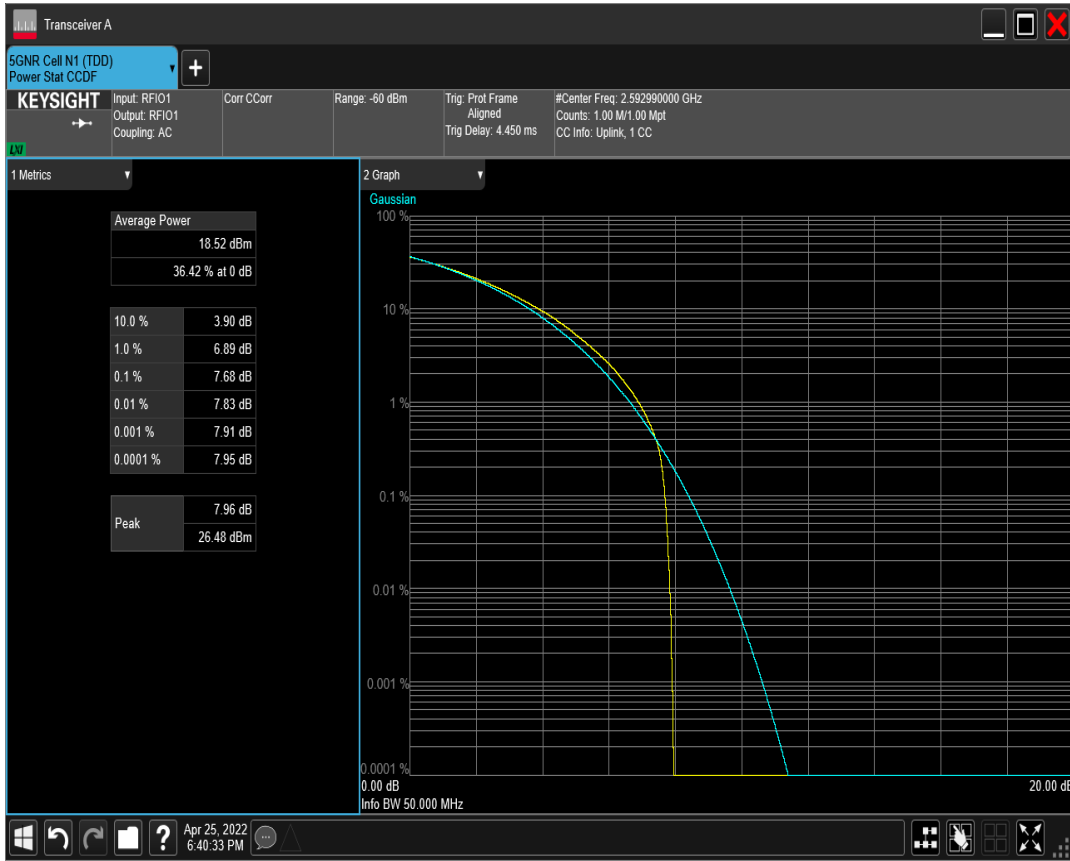 Transceiver A
5GNR Cell N1 (TDD)
Power Stat CCDF
+
KEYSIGHT
LXI
Input: RFIO1
Output: RFIO1
Coupling: AC
Corr CCorr
Range: -60 dBm
Trig: Prot Frame
Aligned
Trig Delay: 4.450 ms
#Center Freq: 2.592990000 GHz
Counts: 1.00 M/1.00 Mpt
CC Info: Uplink, 1 CC
1 Metrics
Average Power
18.52 dBm
36.42 % at 0 dB
10.0 % 3.90 dB
1.0 % 6.89 dB
0.1 % 7.68 dB
0.01 % 7.83 dB
0.001 % 7.91 dB
0.0001 % 7.95 dB
Peak 7.96 dB
26.48 dBm
2 Graph
Gaussian
100 %
10 %
1 %
0.1 %
0.01 %
0.001 %
0.0001 %
0.00 dB 20.00 dB
Info BW 50.000 MHz
?
Apr 25, 2022
6:40:33 PM